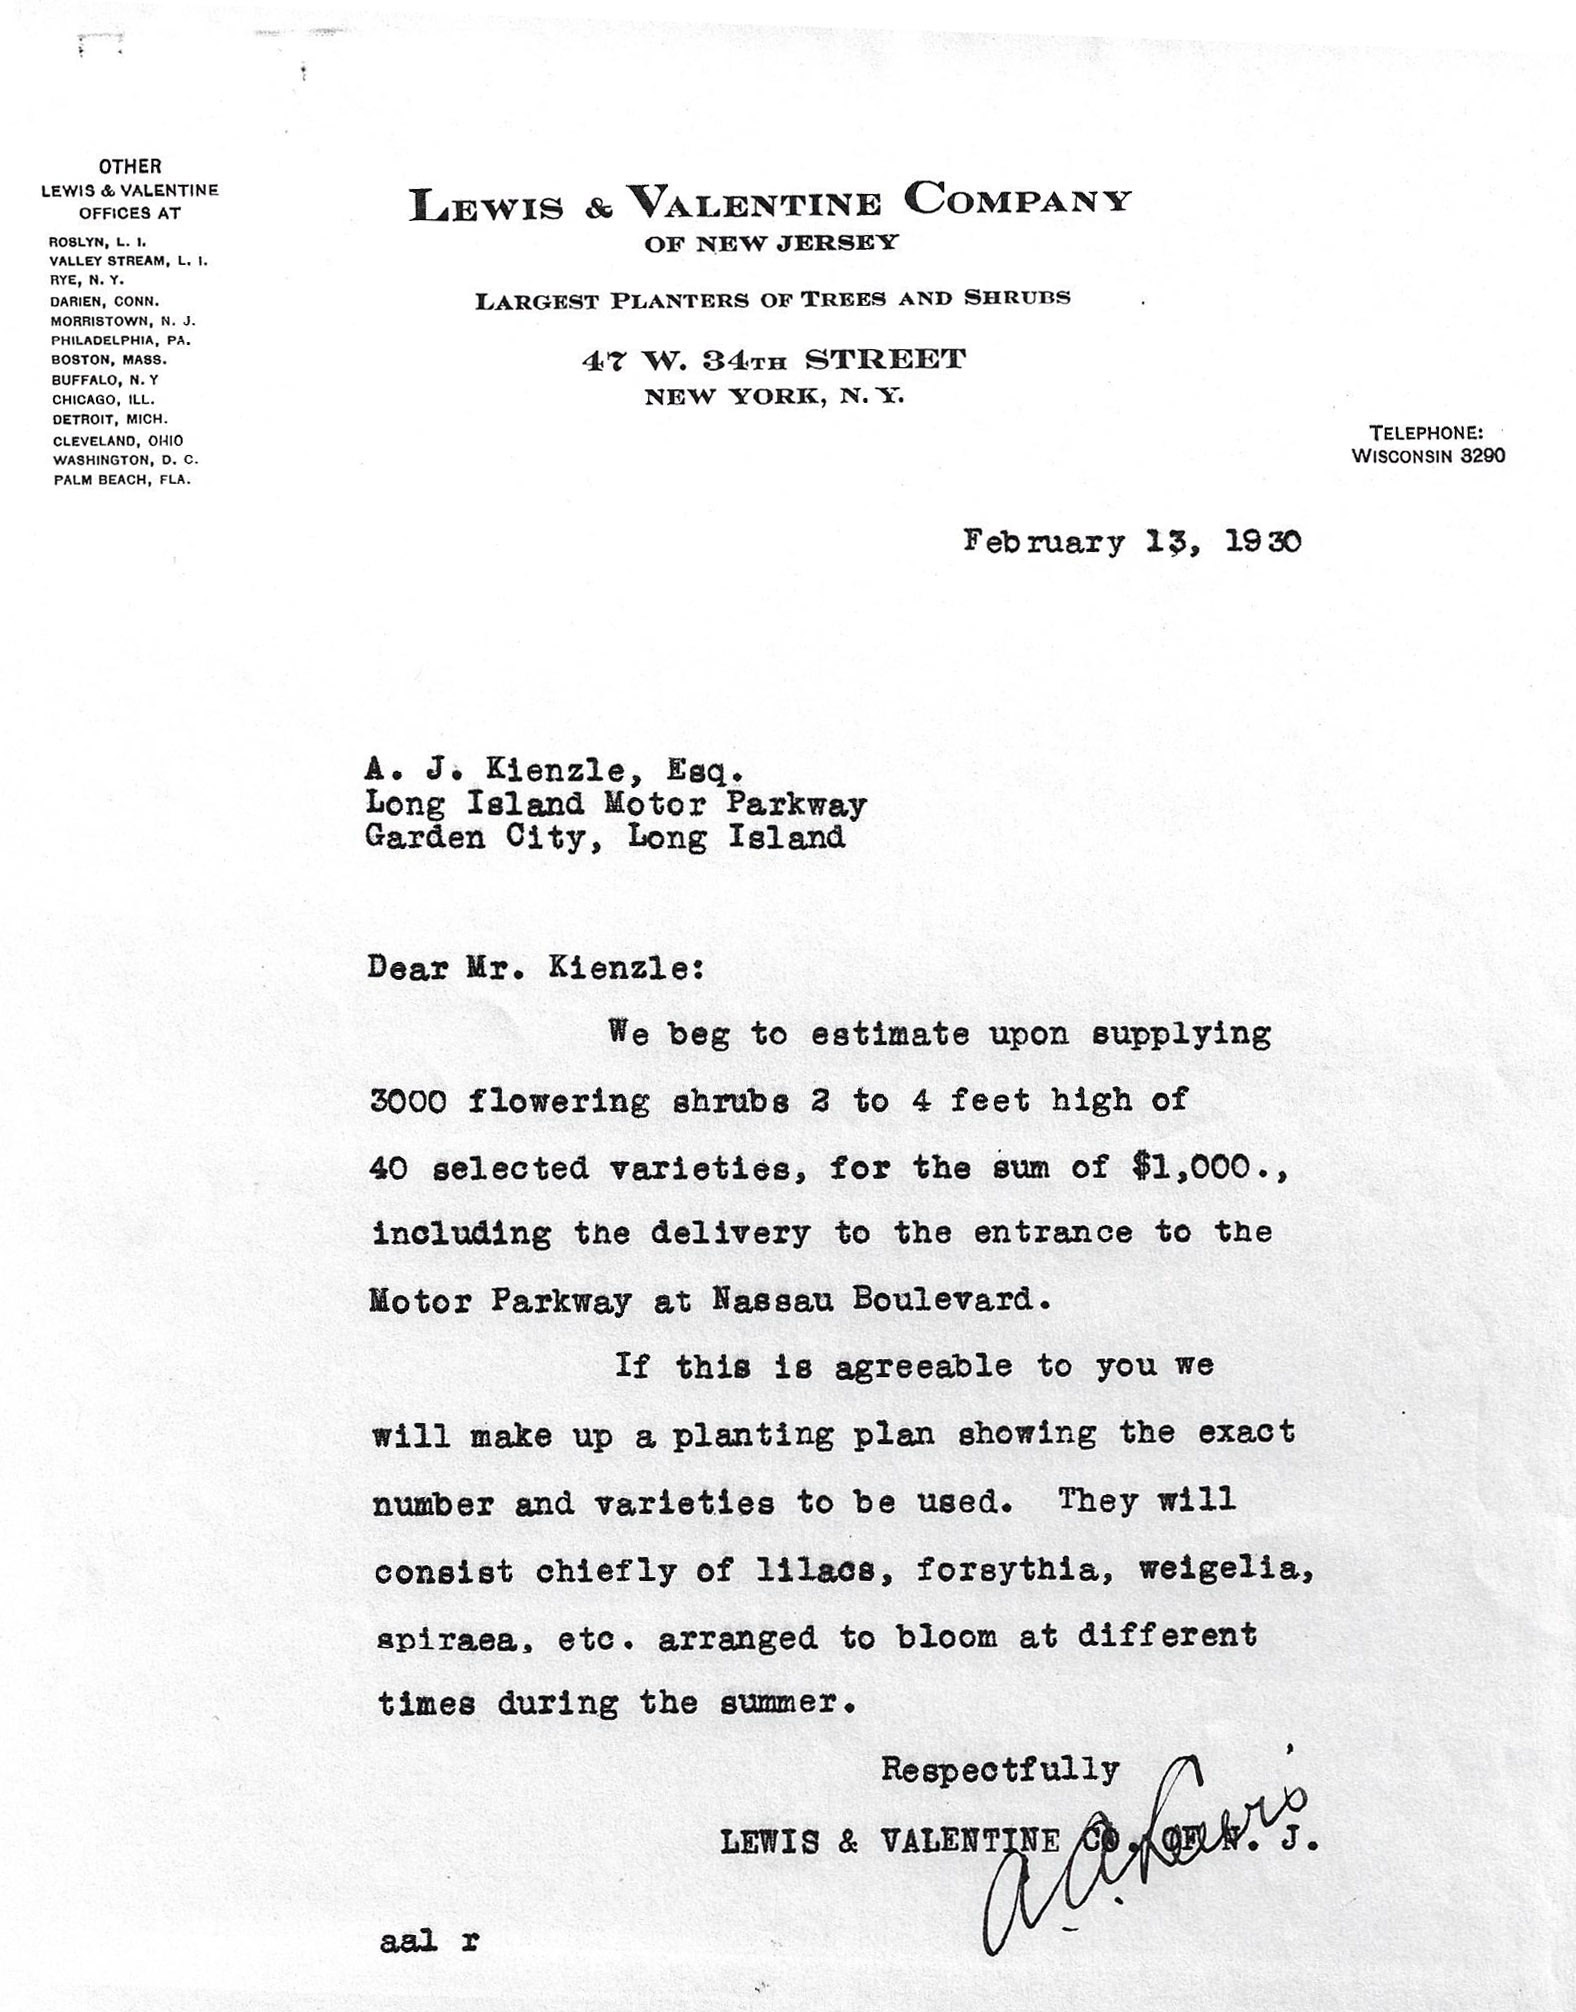 OTHER
LEWIS & VALENTINE
OFFICES AT
ROSLYN, L. I.
VALLEY STREAM, L. I.
RYE, N. Y.
DARIEN, CONN.
MORRISTOWN, N. J.
PHILADELPHIA, PA.
BOSTON, MASS.
BUFFALO, N. Y
CHICAGO, ILL.
DETROIT, MICH.
CLEVELAND, OHIO
WASHINGTON, D. C.
PALM BEACH, FLA.
LEWIS & VALENTINE COMPANY
OF NEW JERSEY
LARGEST PLANTERS OF TREES AND SHRUBS
47 W. 34TH STREET
NEW YORK, N. Y.
TELEPHONE:
WISCONSIN 3290
February 13, 1930
A. J. Kienzle, Esq.
Long Island Motor Parkway
Garden City, Long Island
Dear Mr. Kienzle:
We beg to estimate upon supplying
3000 flowering shrubs 2 to 4 feet high of
40 selected varieties, for the sum of $1,000.,
including the delivery to the entrance to the
Motor Parkway at Nassau Boulevard.
If this is agreeable to you we
will make up a planting plan showing the exact
number and varieties to be used. They will
consist chiefly of lilacs, forsythia, weigelia,
spiraea, etc. arranged to bloom at different
times during the summer.
Respectfully
LEWIS & VALENTINE CO. OF N. J.
A. A. Lewis
aal r